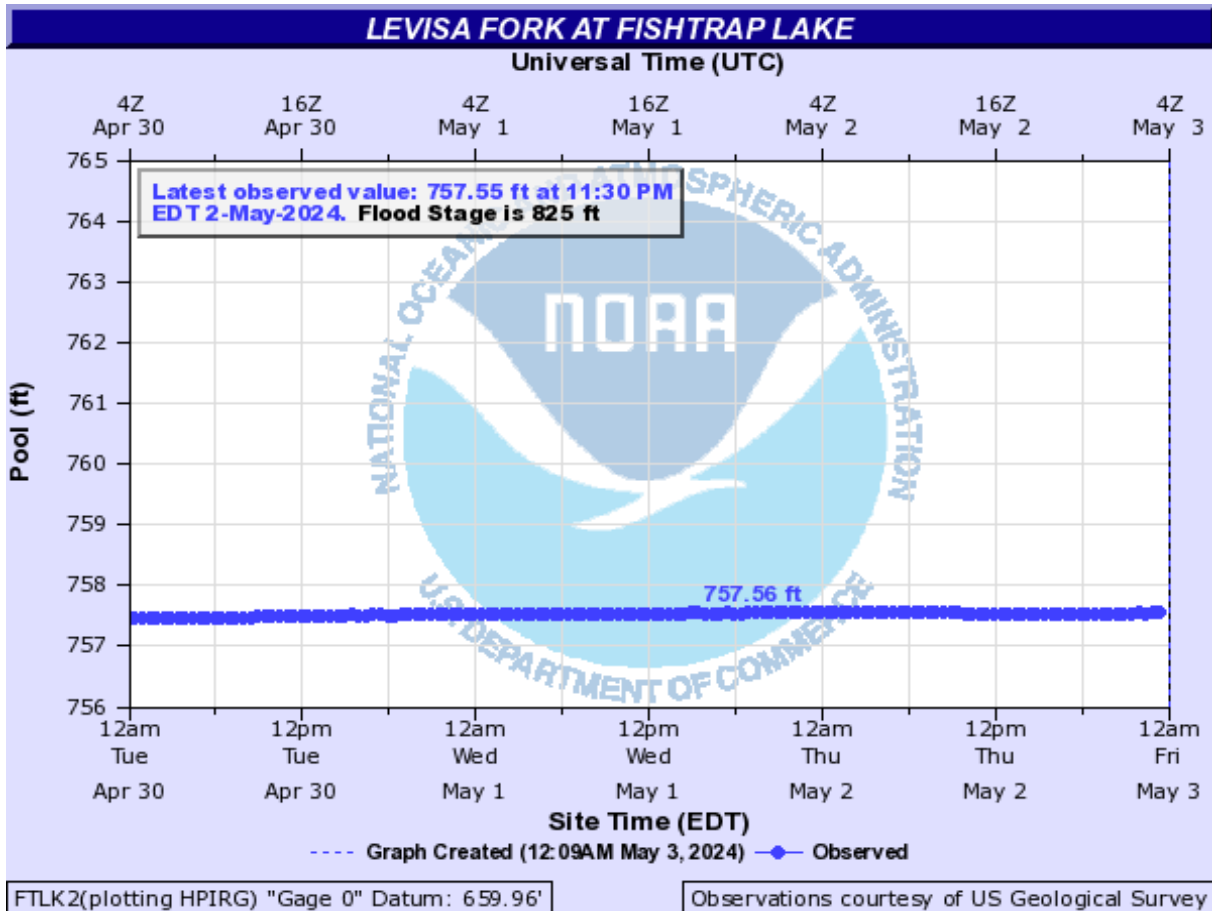 LEVISA FORK AT FISHTRAP LAKE
Universal Time (UTC)
4Z 16Z 4Z 16Z 4Z 16Z 4Z
Apr 30 Apr 30 May 1 May 1 May 2 May 2 May 3
765
Latest observed value: 757.55 ft at 11:30 PM
EDT 2-May-2024. Flood Stage is 825 ft
764
763
762
761
760
759
758
757
756
Pool (ft)
NATIONAL OCEANIC AND ATMOSPHERIC ADMINISTRATION
NOAA
U.S. DEPARTMENT OF COMMERCE
757.56 ft
12am 12pm 12am 12pm 12am 12pm 12am
Tue Tue Wed Wed Thu Thu Fri
Apr 30 Apr 30 May 1 May 1 May 2 May 2 May 3
Site Time (EDT)
Graph Created (12:09AM May 3, 2024) Observed
FTLK2(plotting HPIRG) "Gage 0" Datum: 659.96' Observations courtesy of US Geological Survey